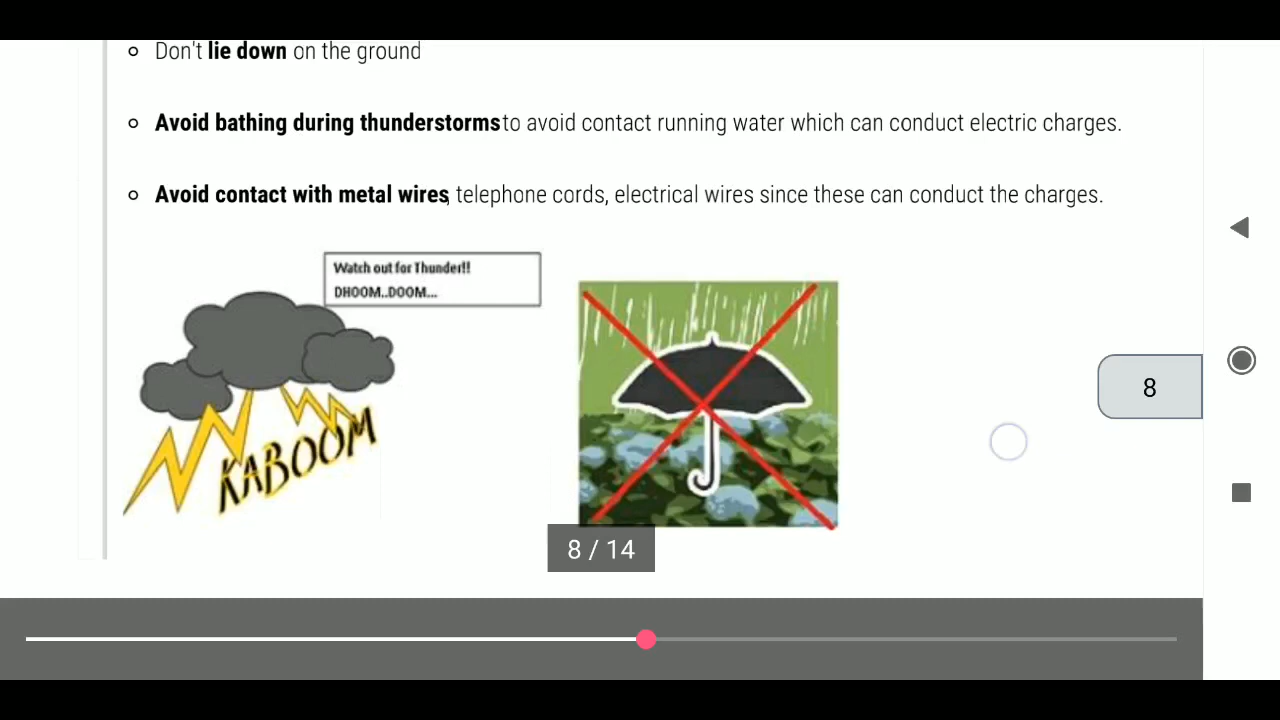 Don't lie down on the ground
Avoid bathing during thunderstorms to avoid contact running water which can conduct electric charges.
Avoid contact with metal wires, telephone cords, electrical wires since these can conduct the charges.
Watch out for Thunder!!
DHOOM..DOOM...
KABOOM
8
8 / 14